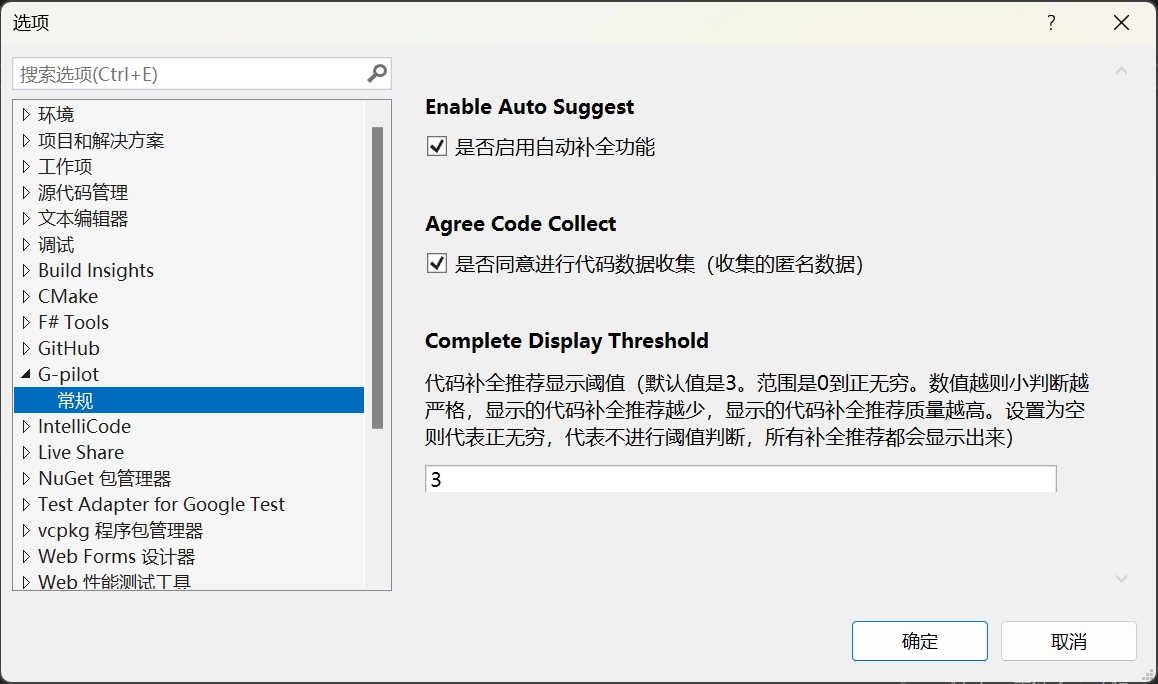 选项
?
搜索选项(Ctrl+E)
环境
项目和解决方案
工作项
源代码管理
文本编辑器
调试
Build Insights
CMake
F# Tools
GitHub
G-pilot
常规
IntelliCode
Live Share
NuGet 包管理器
Test Adapter for Google Test
vcpkg 程序包管理器
Web Forms 设计器
Web 性能测试工具
Enable Auto Suggest
是否启用自动补全功能
Agree Code Collect
是否同意进行代码数据收集（收集的匿名数据）
Complete Display Threshold
代码补全推荐显示阈值（默认值是3。范围是0到正无穷。数值越则小判断越
严格，显示的代码补全推荐越少，显示的代码补全推荐质量越高。设置为空
则代表正无穷，代表不进行阈值判断，所有补全推荐都会显示出来）
3
确定
取消